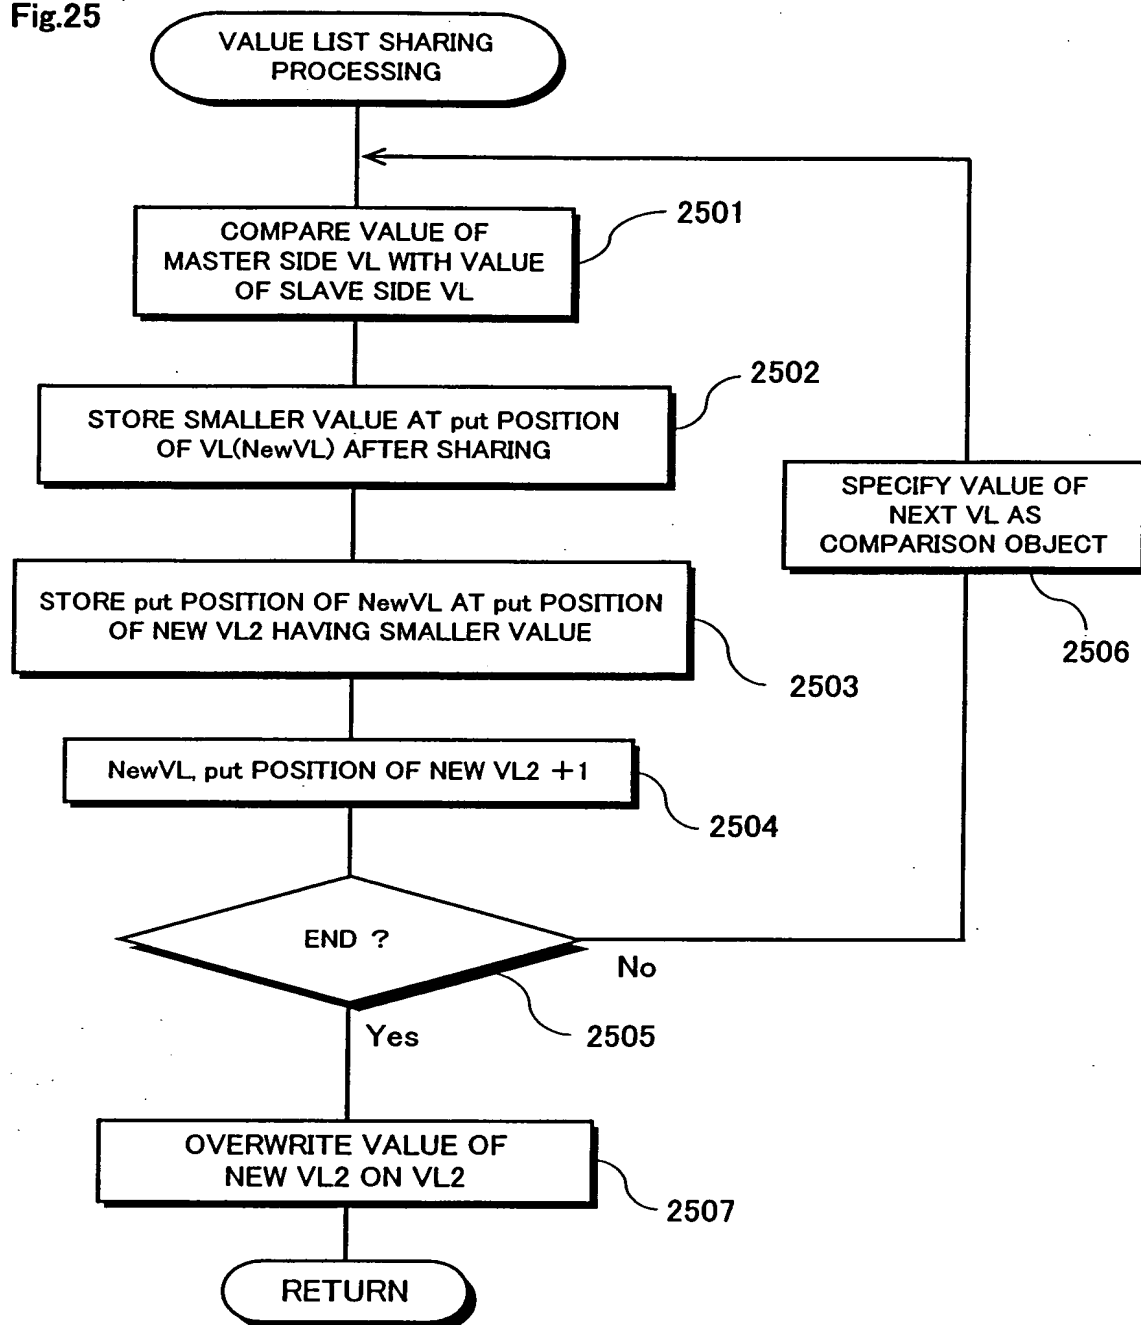 Fig.25
VALUE LIST SHARING
PROCESSING
COMPARE VALUE OF
MASTER SIDE VL WITH VALUE
OF SLAVE SIDE VL
2501
STORE SMALLER VALUE AT put POSITION
OF VL(NewVL) AFTER SHARING
2502
STORE put POSITION OF NewVL AT put POSITION
OF NEW VL2 HAVING SMALLER VALUE
2503
NewVL, put POSITION OF NEW VL2 +1
2504
END ?
No
Yes
2505
SPECIFY VALUE OF
NEXT VL AS
COMPARISON OBJECT
2506
OVERWRITE VALUE OF
NEW VL2 ON VL2
2507
RETURN